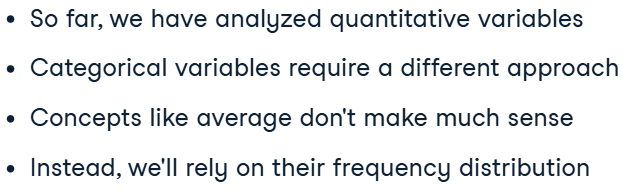 • So far, we have analyzed quantitative variables
• Categorical variables require a different approach
• Concepts like average don't make much sense
• Instead, we'll rely on their frequency distribution